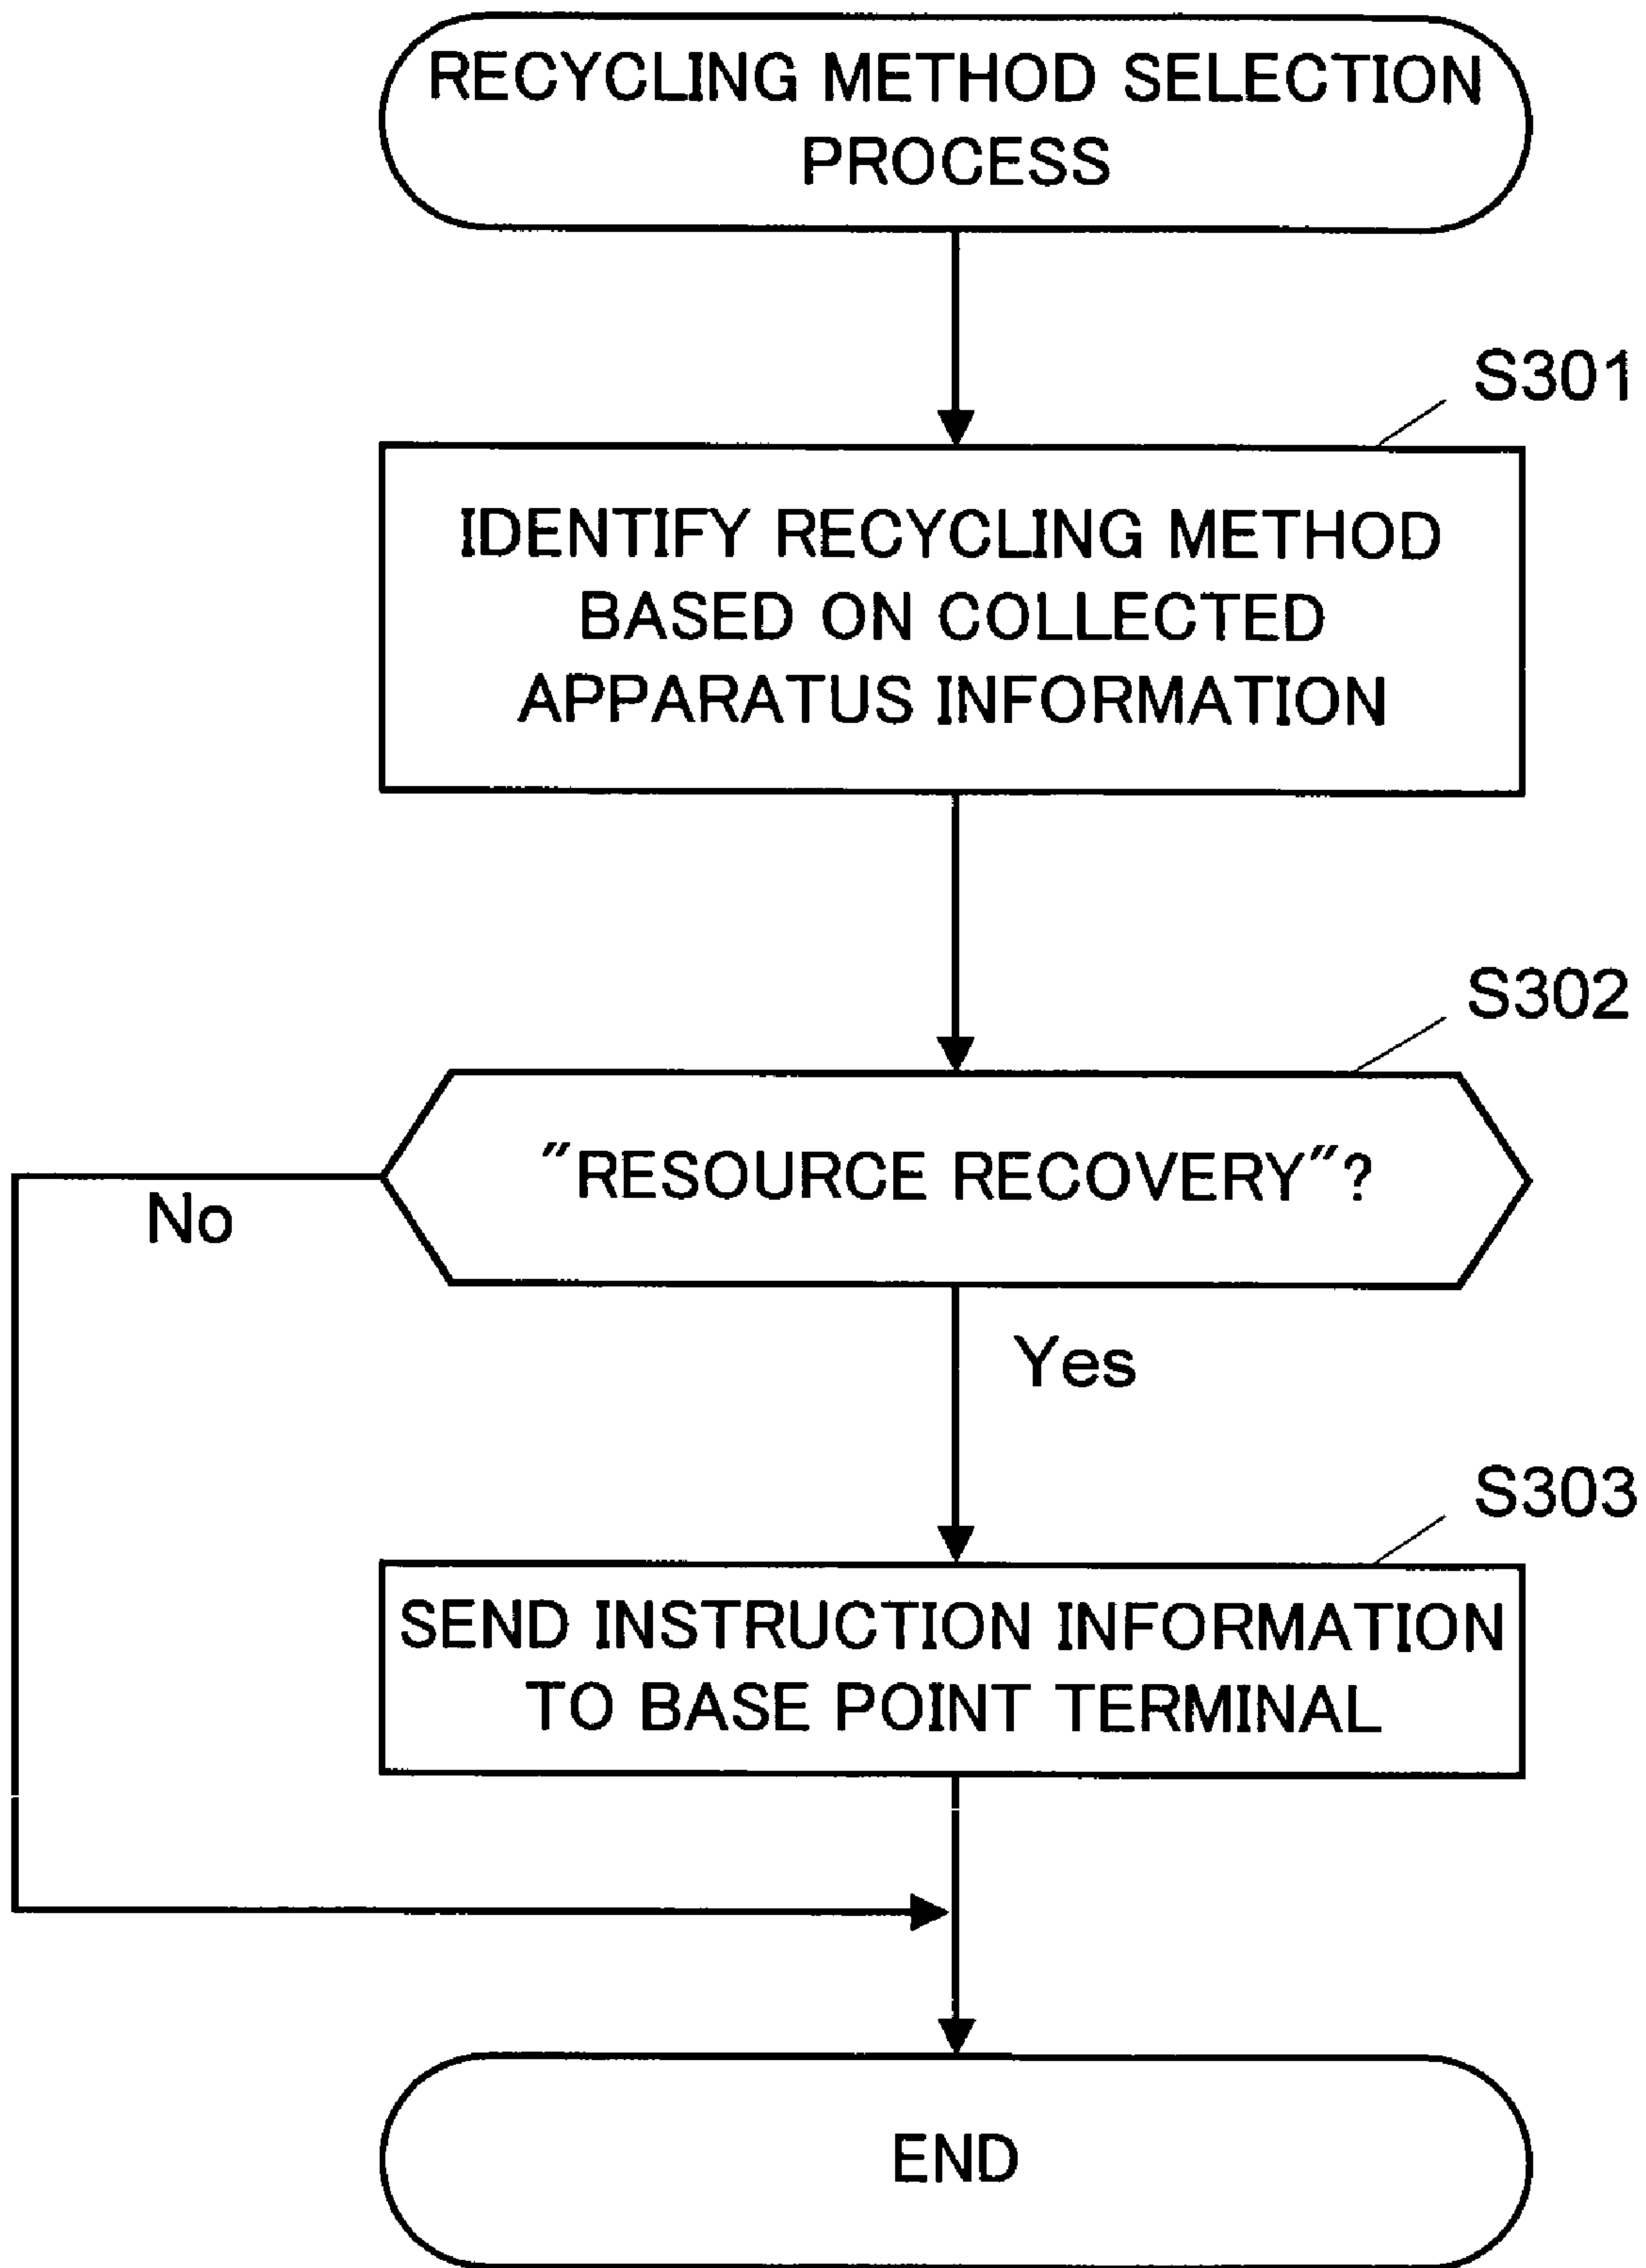 RECYCLING METHOD SELECTION
PROCESS
S301
IDENTIFY RECYCLING METHOD
BASED ON COLLECTED
APPARATUS INFORMATION
S302
"RESOURCE RECOVERY"?
No
Yes
S303
SEND INSTRUCTION INFORMATION
TO BASE POINT TERMINAL
END